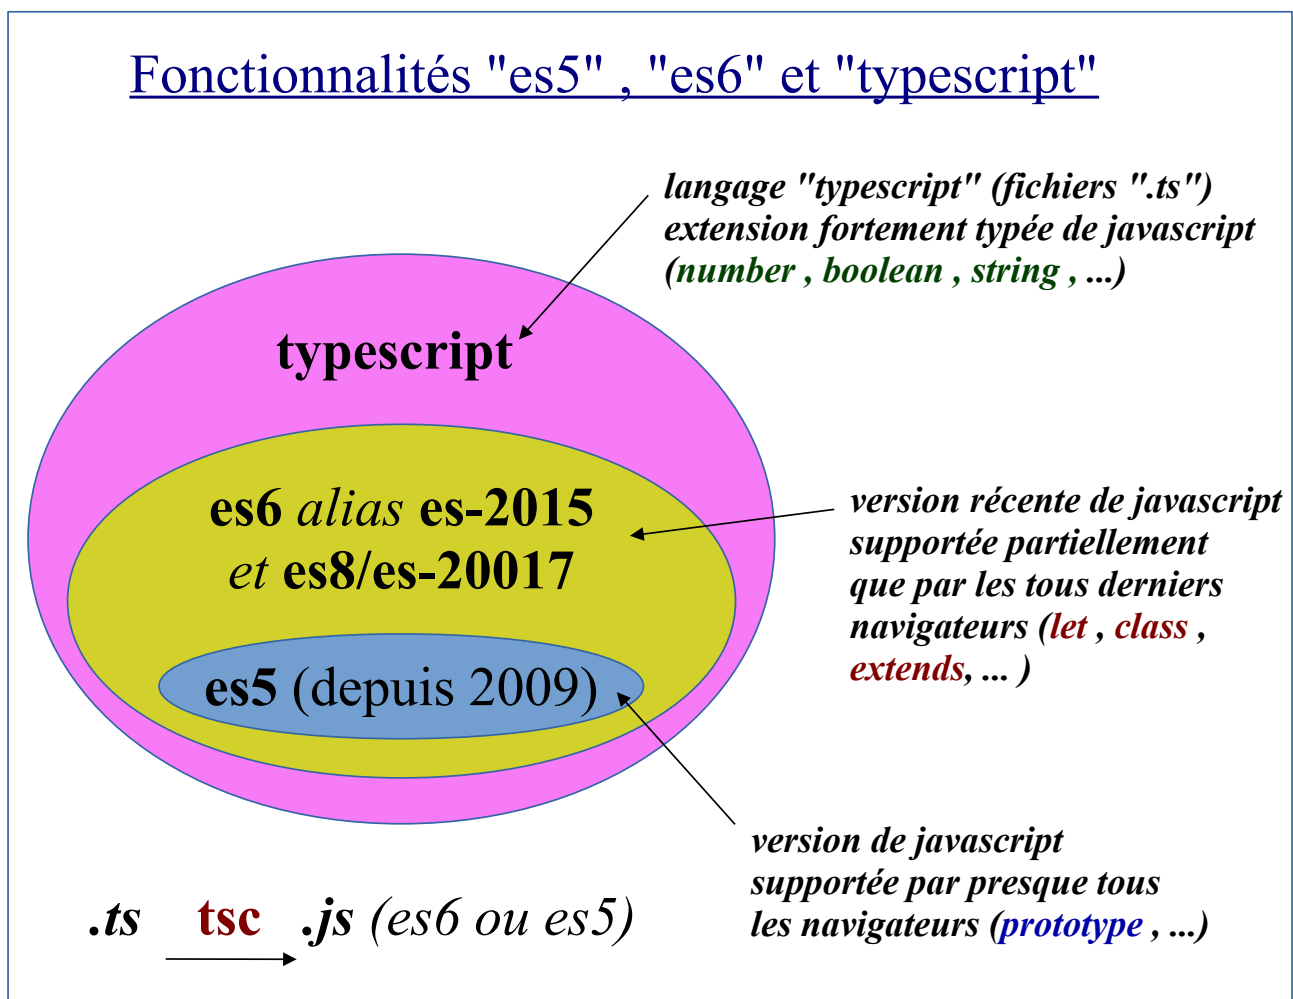 Fonctionnalités "es5" , "es6" et "typescript"
langage "typescript" (fichiers ".ts")
extension fortement typée de javascript
(number , boolean , string , ...)
typescript
es6 alias es-2015
et es8/es-20017
version récente de javascript
supportée partiellement
que par les tous derniers
navigateurs (let , class ,
extends, ... )
es5 (depuis 2009)
version de javascript
supportée par presque tous
les navigateurs (prototype , ...)
.ts tsc .js (es6 ou es5)